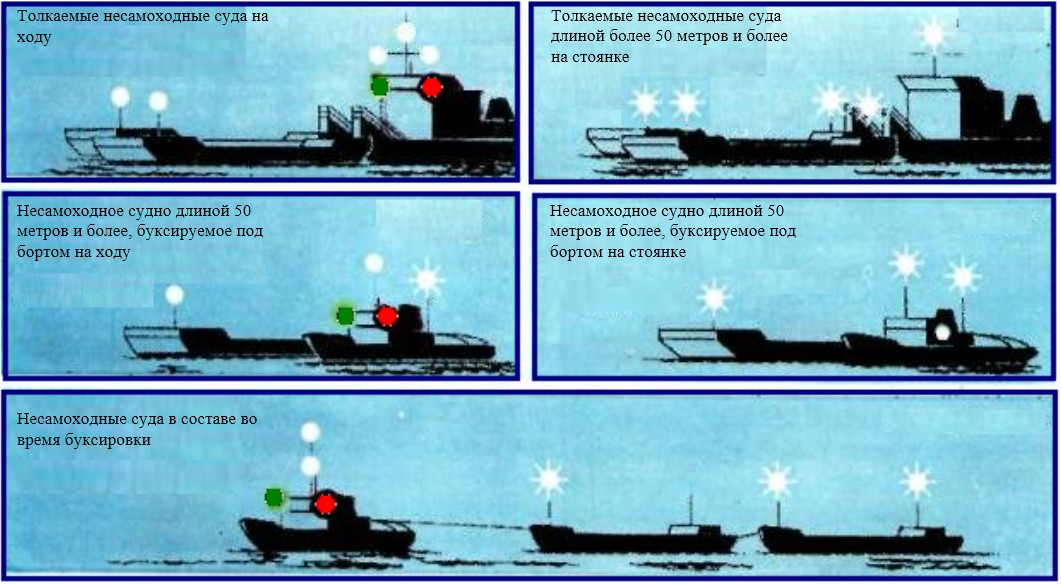 Толкаемые несамоходные суда на
ходу
Толкаемые несамоходные суда
длиной более 50 метров и более
на стоянке
Несамоходное судно длиной 50
метров и более, буксируемое под
бортом на ходу
Несамоходное судно длиной 50
метров и более, буксируемое под
бортом на стоянке
Несамоходные суда в составе во
время буксировки